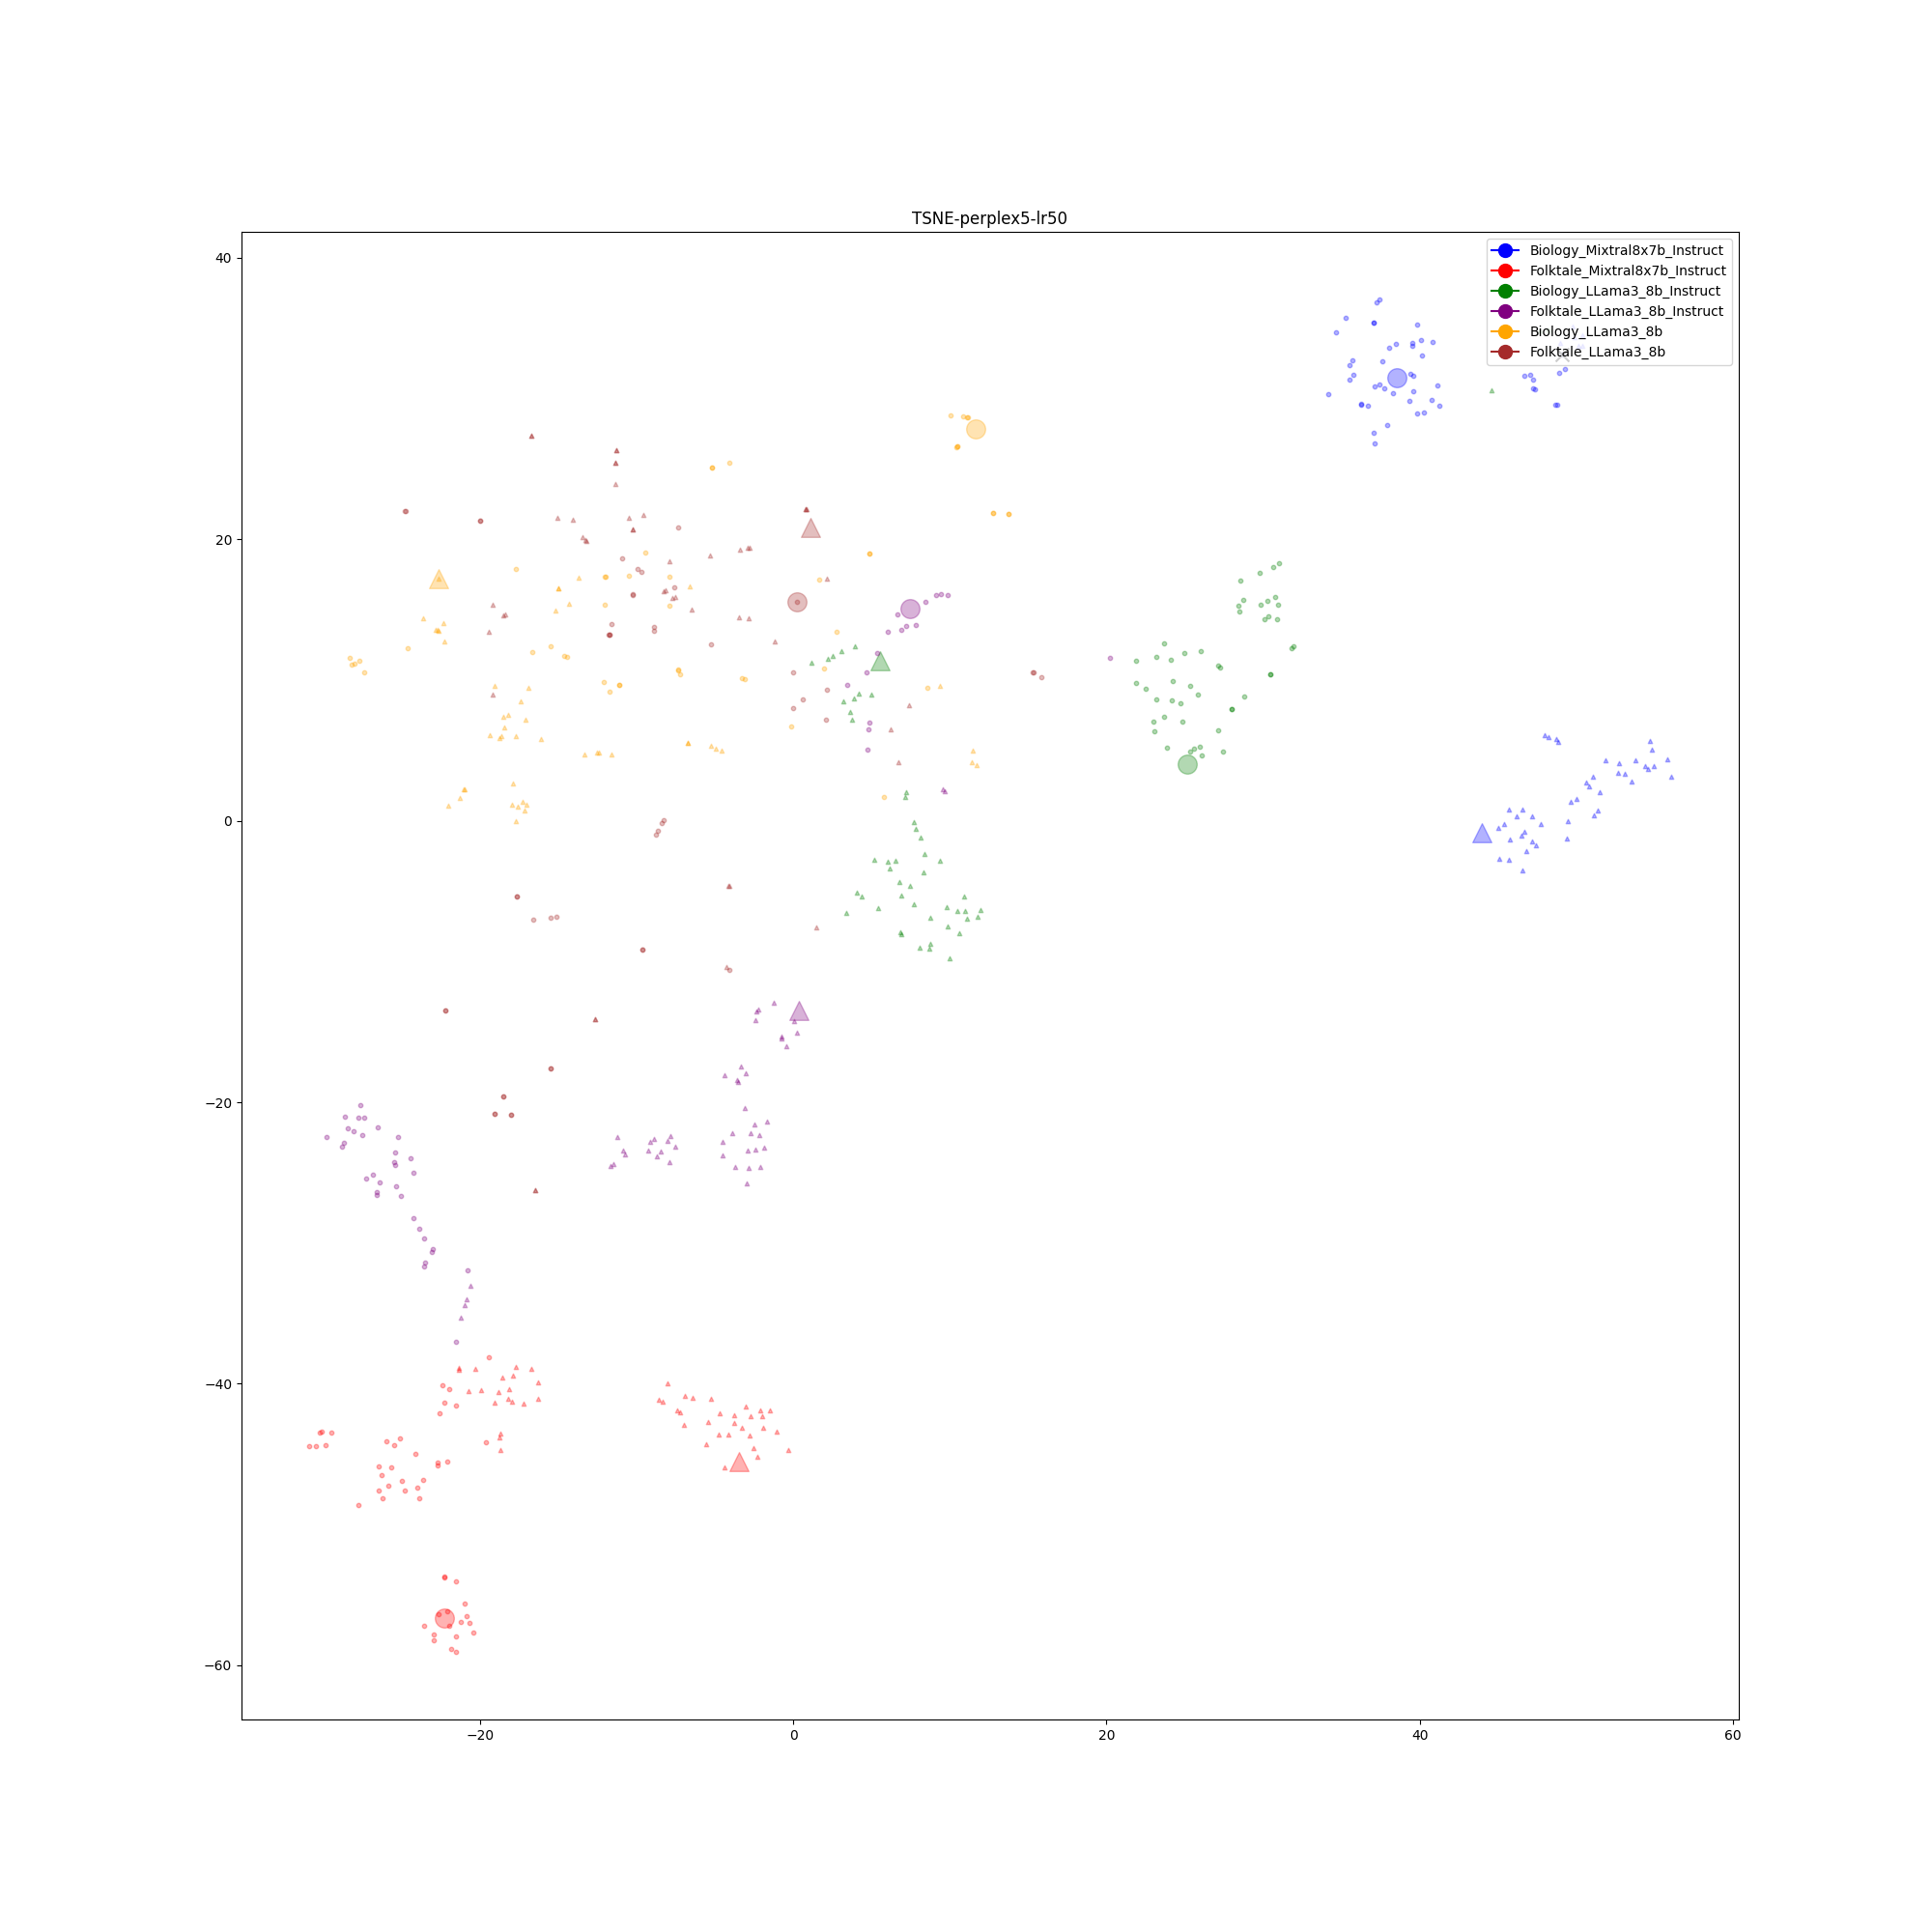 TSNE-perplex5-lr50
Biology_Mixtral8x7b_Instruct
Folktale_Mixtral8x7b_Instruct
Biology_LLama3_8b_Instruct
Folktale_LLama3_8b_Instruct
Biology_LLama3_8b
Folktale_LLama3_8b
40
20
0
−20
−40
−60
−20 0 20 40 60